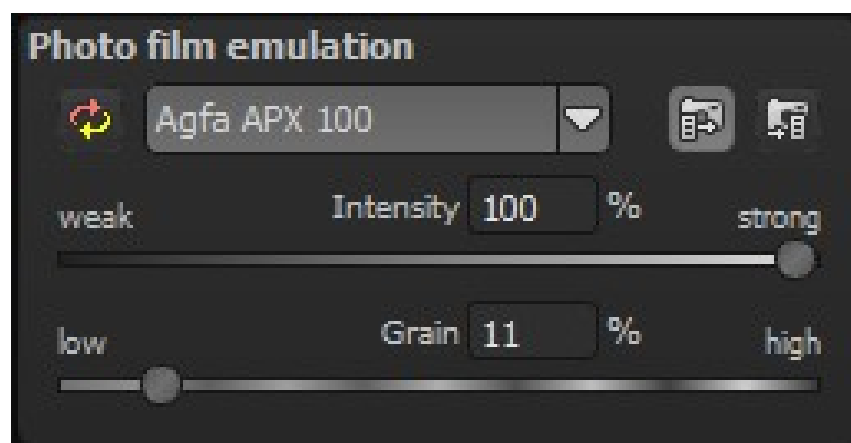 Photo film emulation
Agfa APX 100
Intensity 100 %
weak strong
Grain 11 %
low high